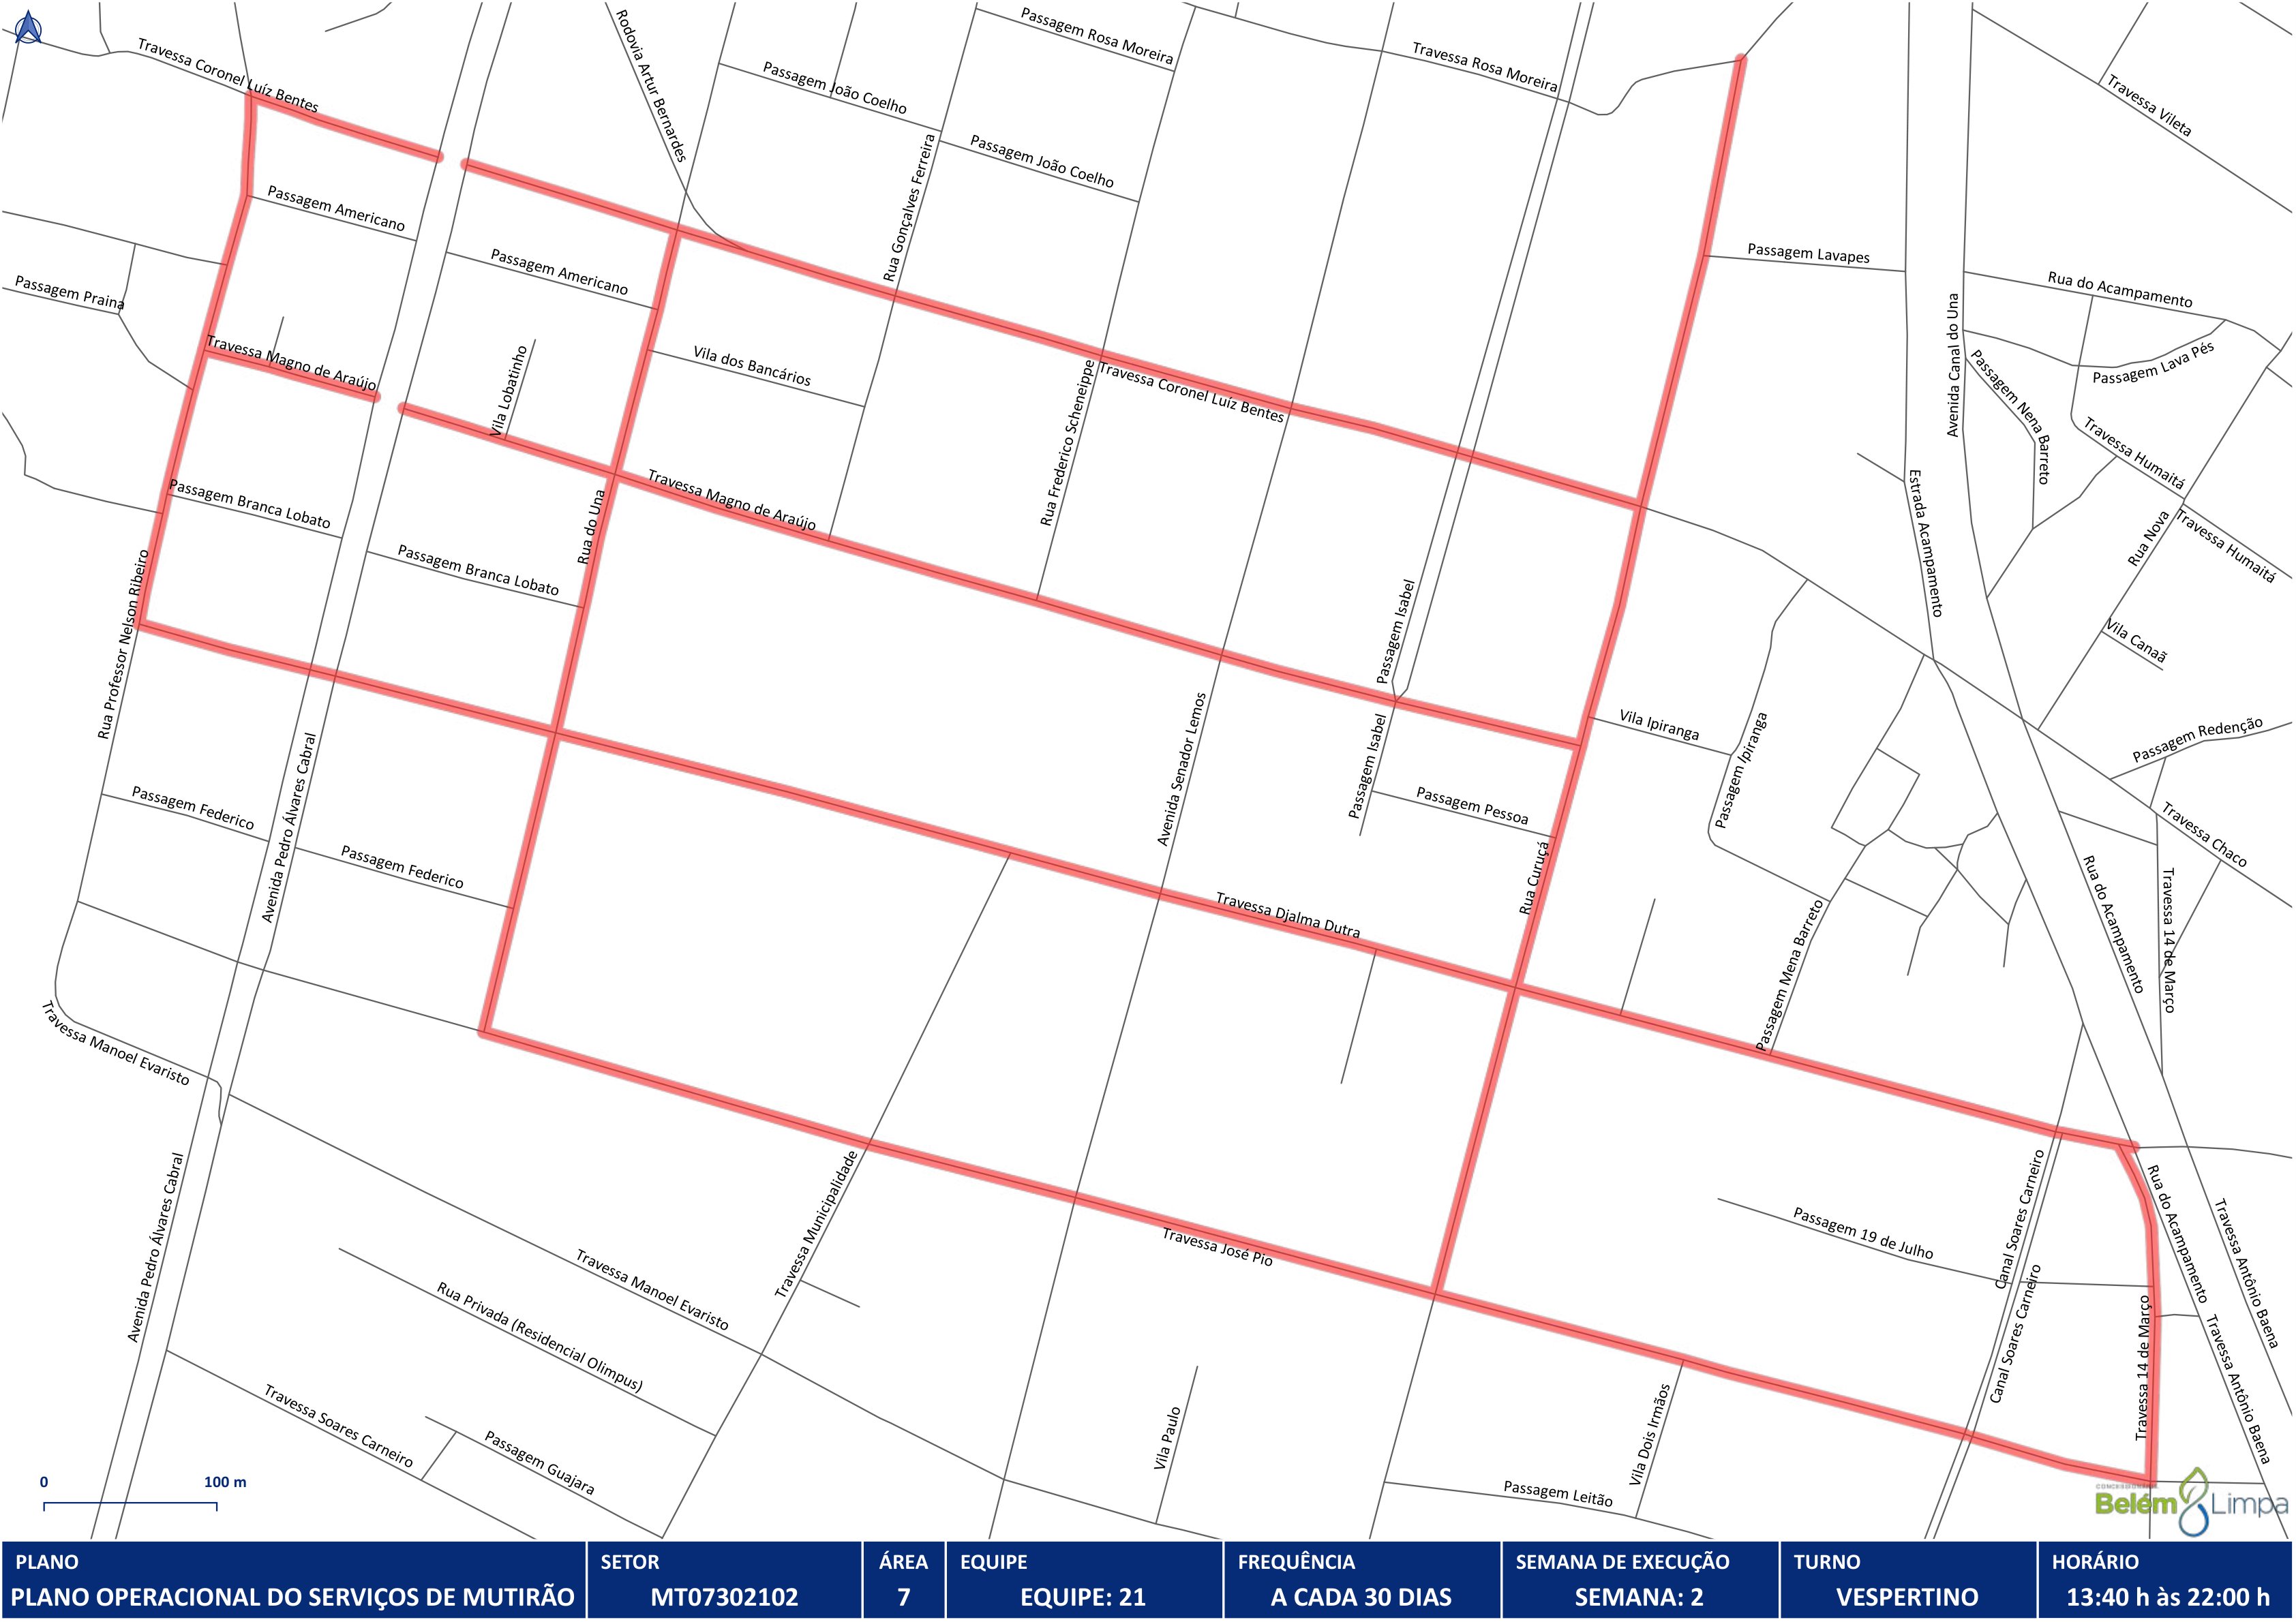 Travessa Coronel Luíz Bentes
Rodovia Artur Bernardes
Passagem Rosa Moreira
Travessa Rosa Moreira
Passagem João Coelho
Passagem João Coelho
Travessa Vileta
Rua Gonçalves Ferreira
Passagem Americano
Passagem Americano
Passagem Lavapes
Rua do Acampamento
Passagem Praina
Avenida Canal do Una
Travessa Magno de Araújo
Vila Lobatinho
Vila dos Bancários
Rua Frederico Scheneippe
Travessa Coronel Luíz Bentes
Passagem Lava Pés
Passagem Nena Barreto
Travessa Humaitá
Travessa Humaitá
Estrada Acampamento
Rua Nova
Passagem Branca Lobato
Passagem Branca Lobato
Rua do Una
Travessa Magno de Araújo
Rua Professor Nelson Ribeiro
Passagem Isabel
Passagem Isabel
Vila Canaã
Avenida Senador Lemos
Vila Ipiranga
Passagem Ipiranga
Passagem Redenção
Passagem Federico
Passagem Federico
Avenida Pedro Álvares Cabral
Passagem Pessoa
Rua Curuçá
Travessa Chaco
Rua do Acampamento
Travessa 14 de Março
Travessa Djalma Dutra
Passagem Mena Barreto
Travessa Manoel Evaristo
Avenida Pedro Álvares Cabral
Travessa Municipalidade
Travessa José Pio
Travessa Manoel Evaristo
Rua Privada (Residencial Olimpus)
Passagem 19 de Julho
Canal Soares Carneiro
Canal Soares Carneiro
Rua do Acampamento
Travessa Antônio Baena
Travessa Antônio Baena
Travessa 14 de Março
Travessa Soares Carneiro
Passagem Guajara
Vila Paulo
Vila Dois Irmãos
Passagem Leitão
0 100 m
CONCESSIONÁRIA
Belém Limpa
PLANO
PLANO OPERACIONAL DO SERVIÇOS DE MUTIRÃO
SETOR
MT07302102
ÁREA
7
EQUIPE
EQUIPE: 21
FREQUÊNCIA
A CADA 30 DIAS
SEMANA DE EXECUÇÃO
SEMANA: 2
TURNO
VESPERTINO
HORÁRIO
13:40 h às 22:00 h